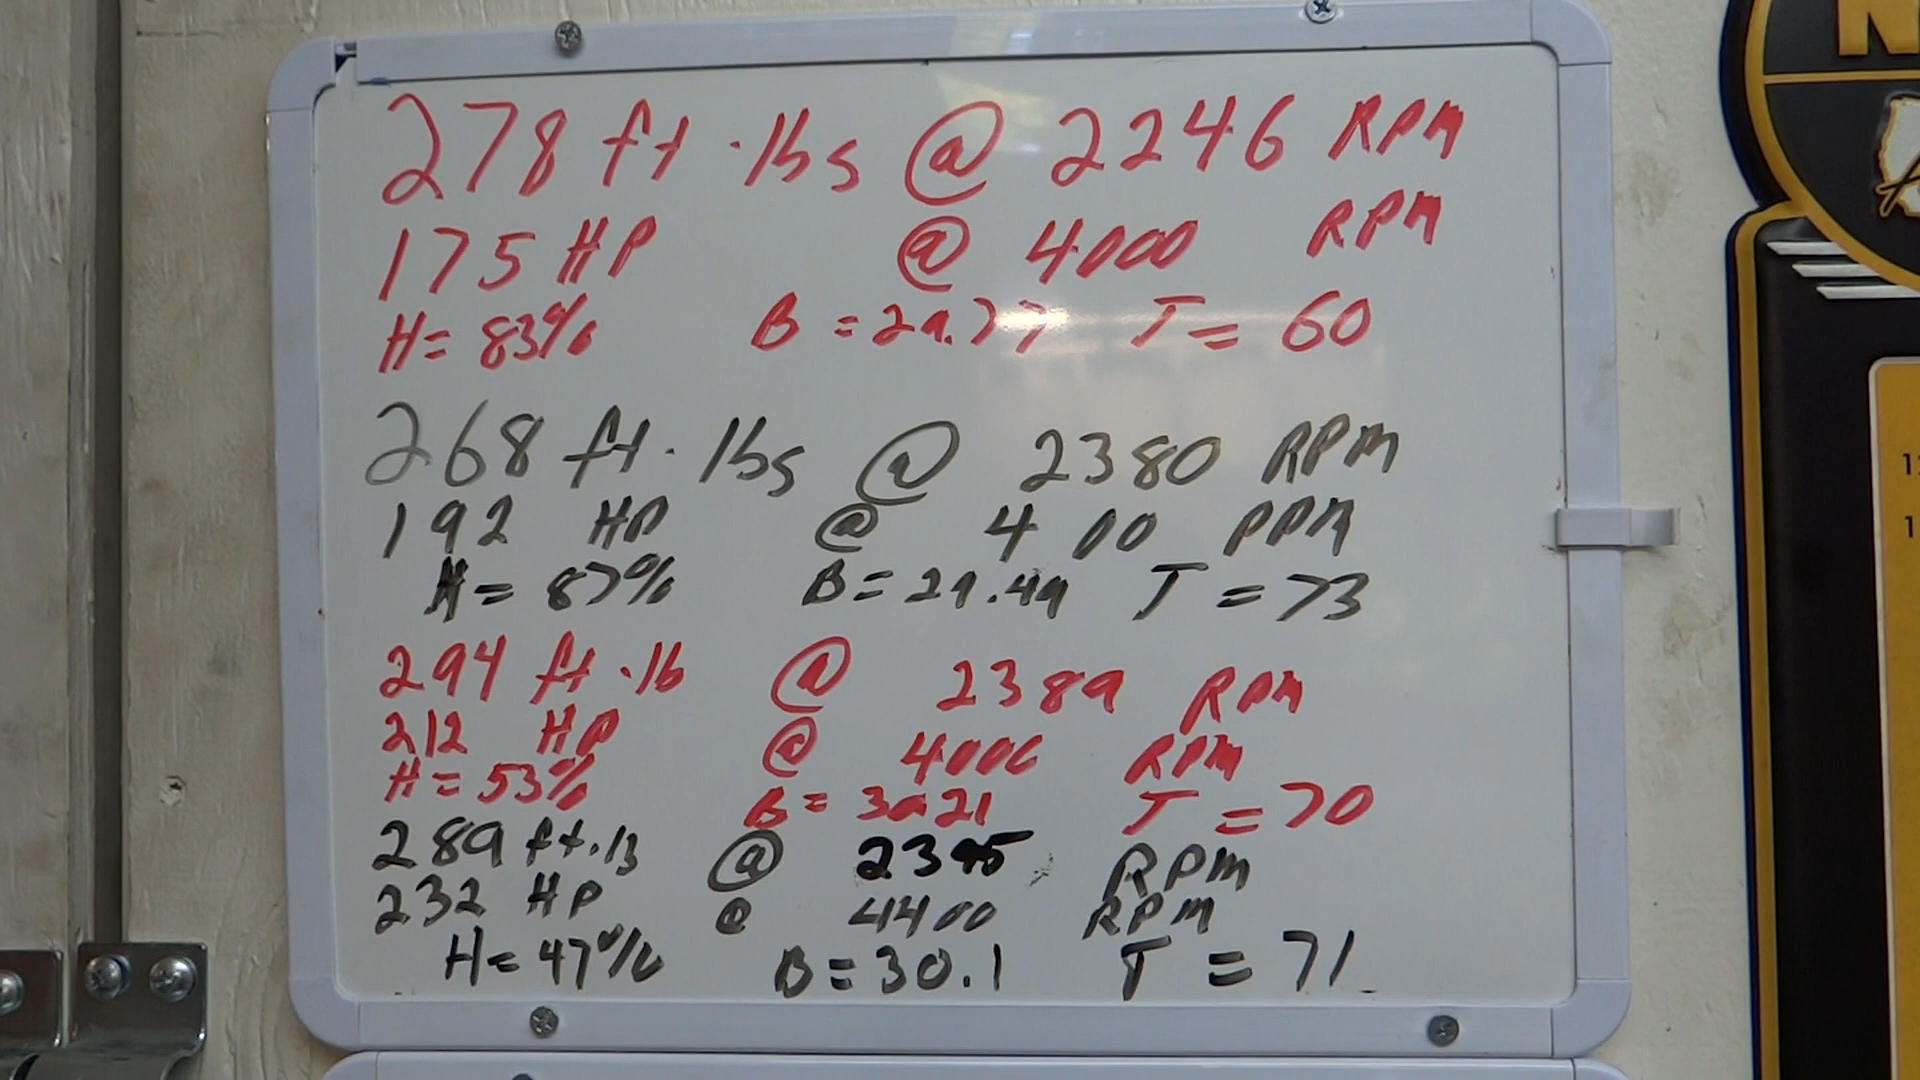 278 ft·lbs @ 2246 RPM
175 HP @ 4000 RPM
H= 83% B = 29.77 T= 60
268 ft·lbs @ 2380 RPM
192 HP @ 4 00 RPM
H= 87% B= 29.49 T =73
294 ft·lb @ 2389 RPM
212 HP @ 4000 RPM
H= 53% B= 30.21 T =70
289 ft·lb @ 2395 RPM
232 HP @ 4400 RPM
H= 47% B=30.1 T =71